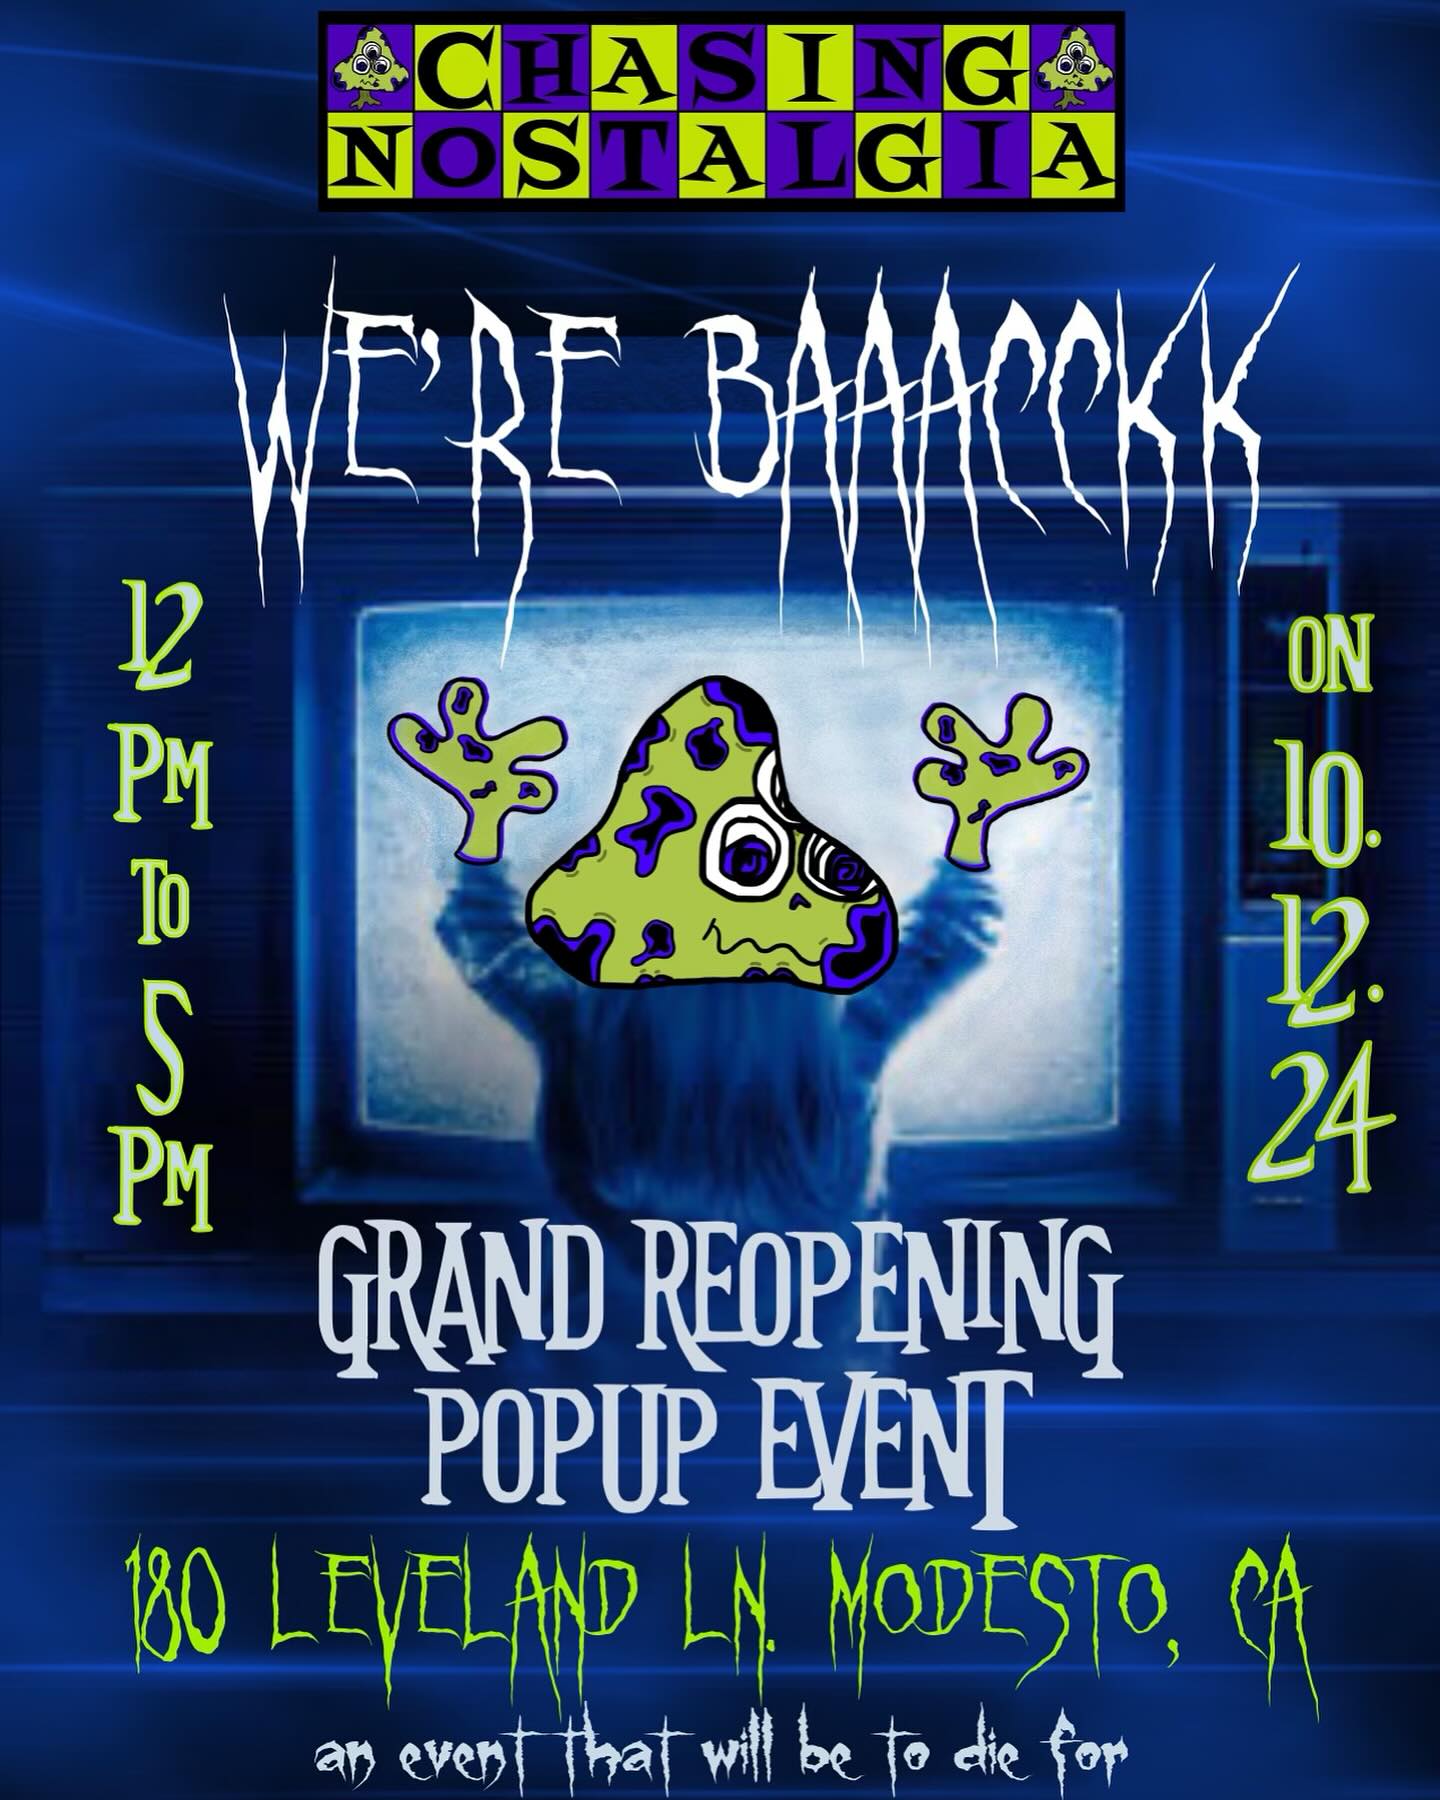 CHASING
NOSTALGIA
WE'RE BAAACCKK
12
PM
TO
5
PM
ON
10.
12.
24
GRAND REOPENING
POPUP EVENT
180 LEVELAND LN. MODESTO, CA
an event that will be to die for